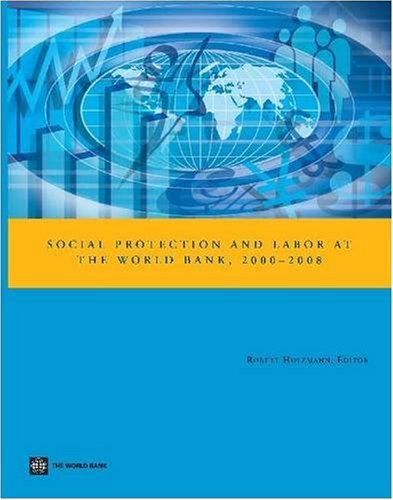 SOCIAL PROTECTION AND LABOR AT
THE WORLD BANK, 2000–2008
ROBERT HOLZMANN, EDITOR
THE WORLD BANK